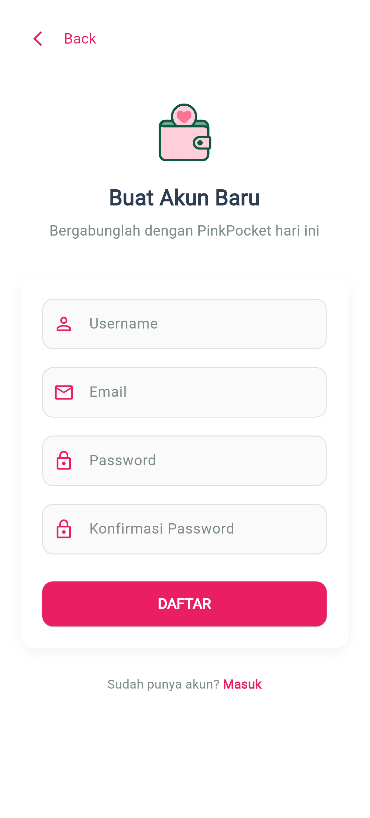 Back
Buat Akun Baru
Bergabunglah dengan PinkPocket hari ini
Username
Email
Password
Konfirmasi Password
DAFTAR
Sudah punya akun? Masuk